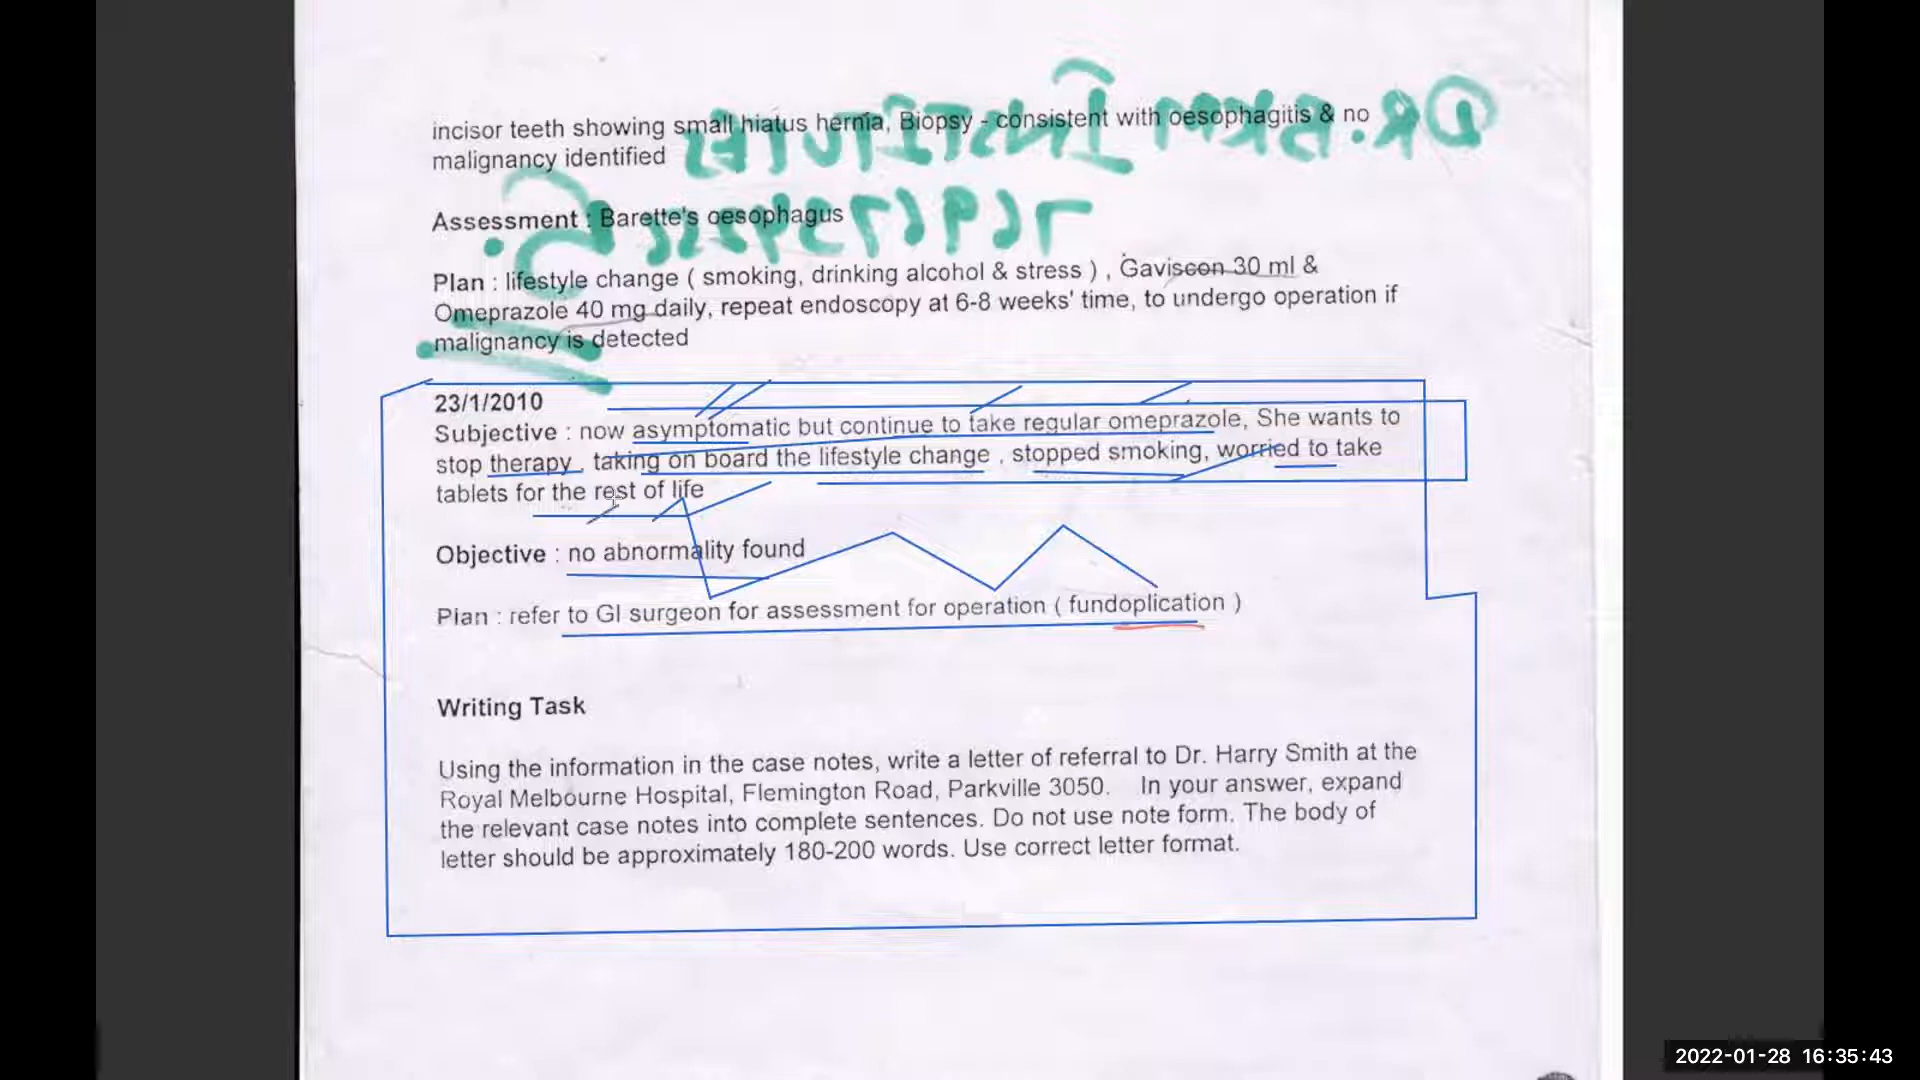 incisor teeth showing small hiatus hernia, Biopsy - consistent with oesophagitis & no
malignancy identified
Assessment : Barette's oesophagus
Plan : lifestyle change ( smoking, drinking alcohol & stress ) , Gaviscon 30 ml &
Omeprazole 40 mg daily, repeat endoscopy at 6-8 weeks' time, to undergo operation if
malignancy is detected
23/1/2010
Subjective : now asymptomatic but continue to take regular omeprazole, She wants to
stop therapy , taking on board the lifestyle change , stopped smoking, worried to take
tablets for the rest of life
Objective : no abnormality found
Plan : refer to GI surgeon for assessment for operation ( fundoplication )
Writing Task
Using the information in the case notes, write a letter of referral to Dr. Harry Smith at the
Royal Melbourne Hospital, Flemington Road, Parkville 3050. In your answer, expand
the relevant case notes into complete sentences. Do not use note form. The body of
letter should be approximately 180-200 words. Use correct letter format.
2022-01-28 16:35:43